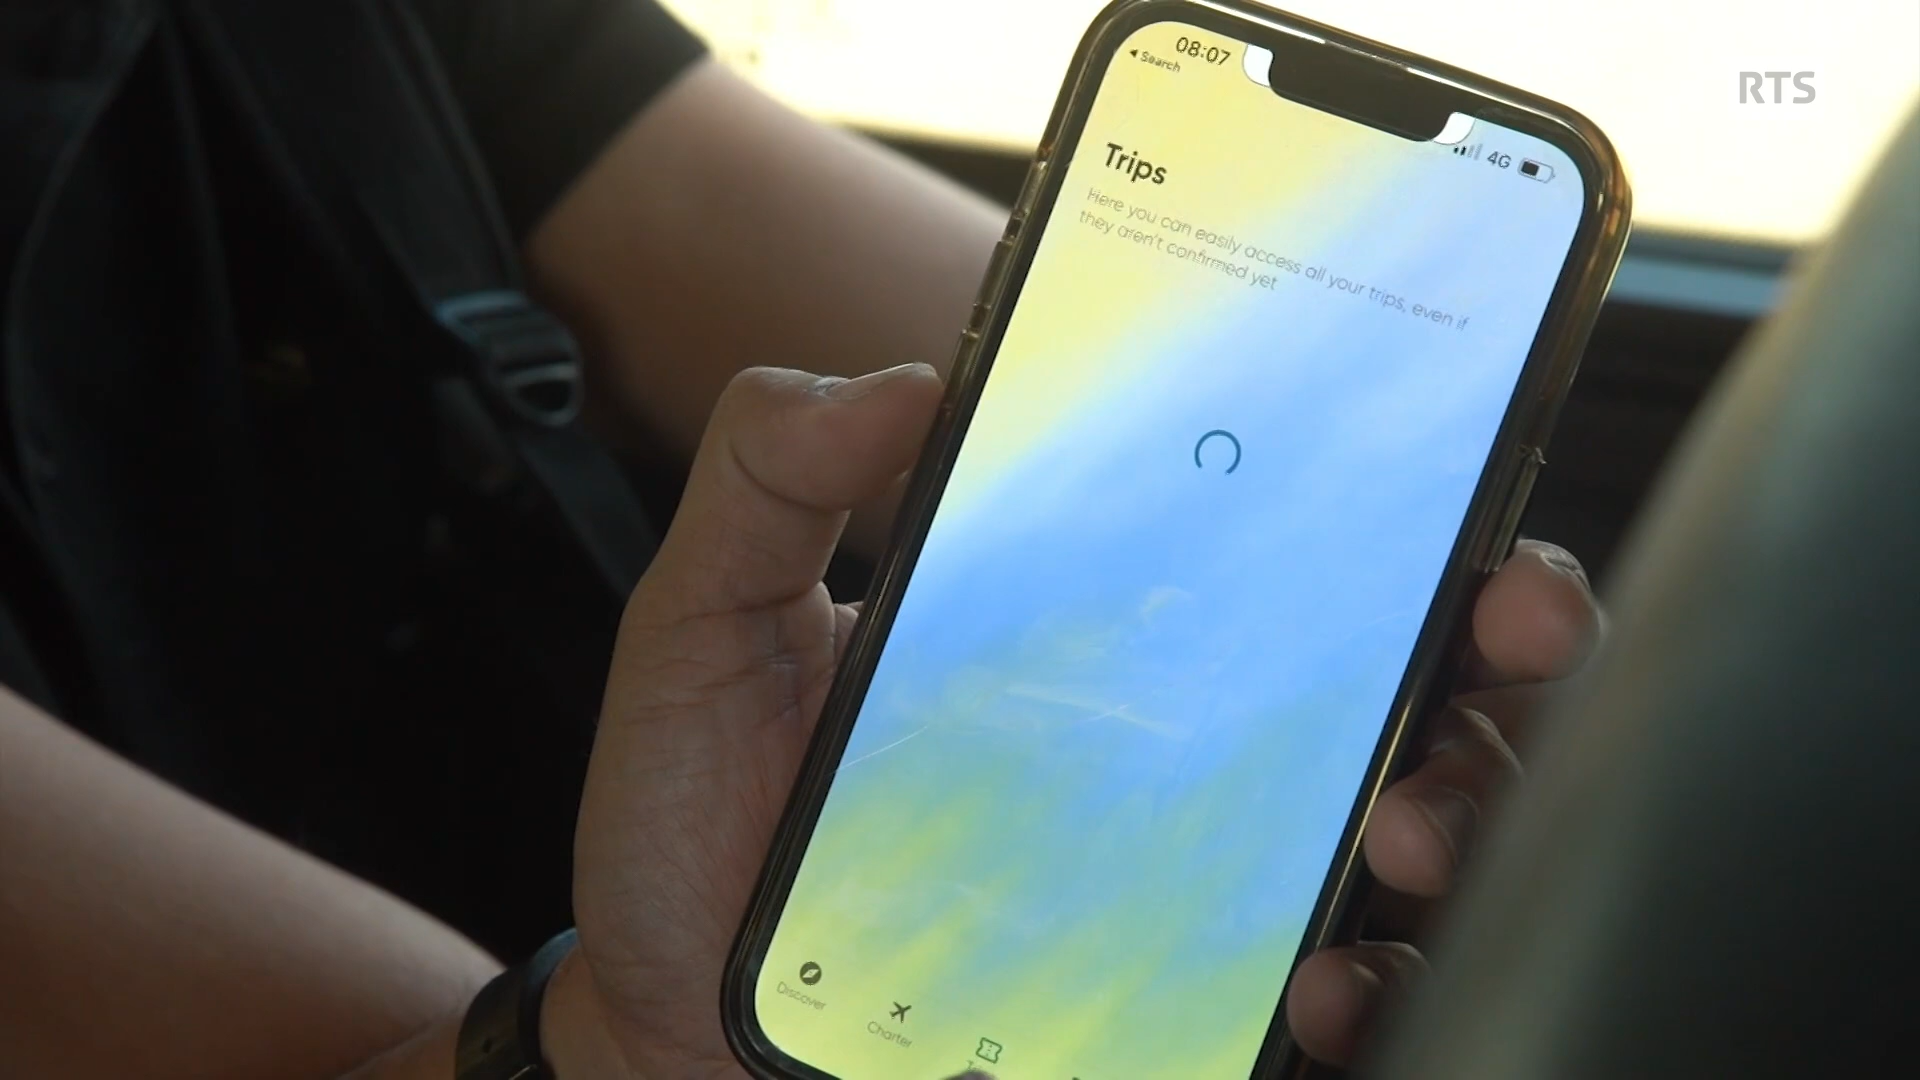 08:07
◄ Search
4G
RTS
Trips
Here you can easily access all your trips, even if
they aren't confirmed yet
Discover
Charter